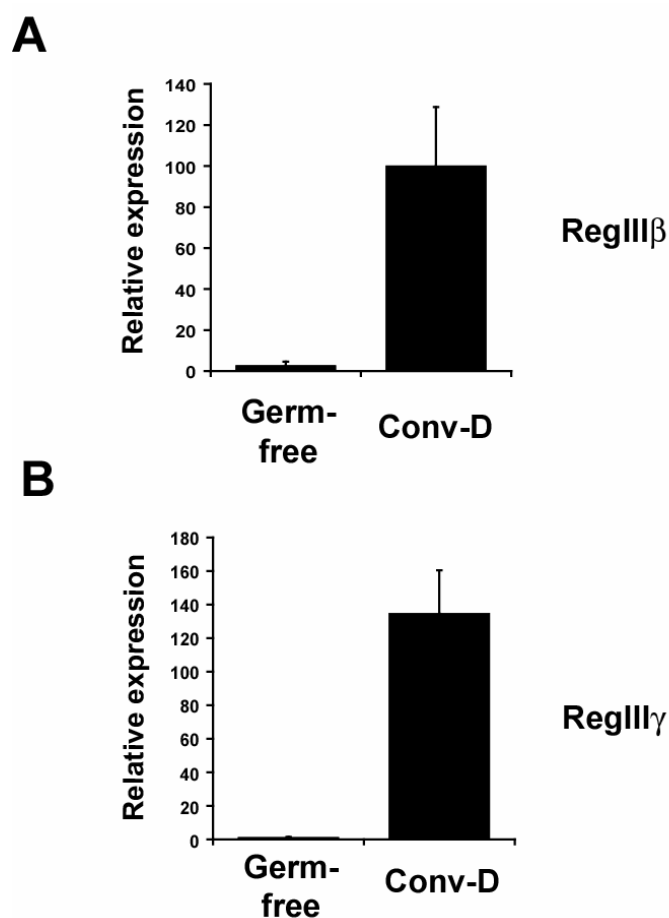 A
Relative expression
140
120
100
80
60
40
20
0
RegIIIβ
Germ-
free
Conv-D
B
Relative expression
180
160
140
120
100
80
60
40
20
0
RegIIIγ
Germ-
free
Conv-D